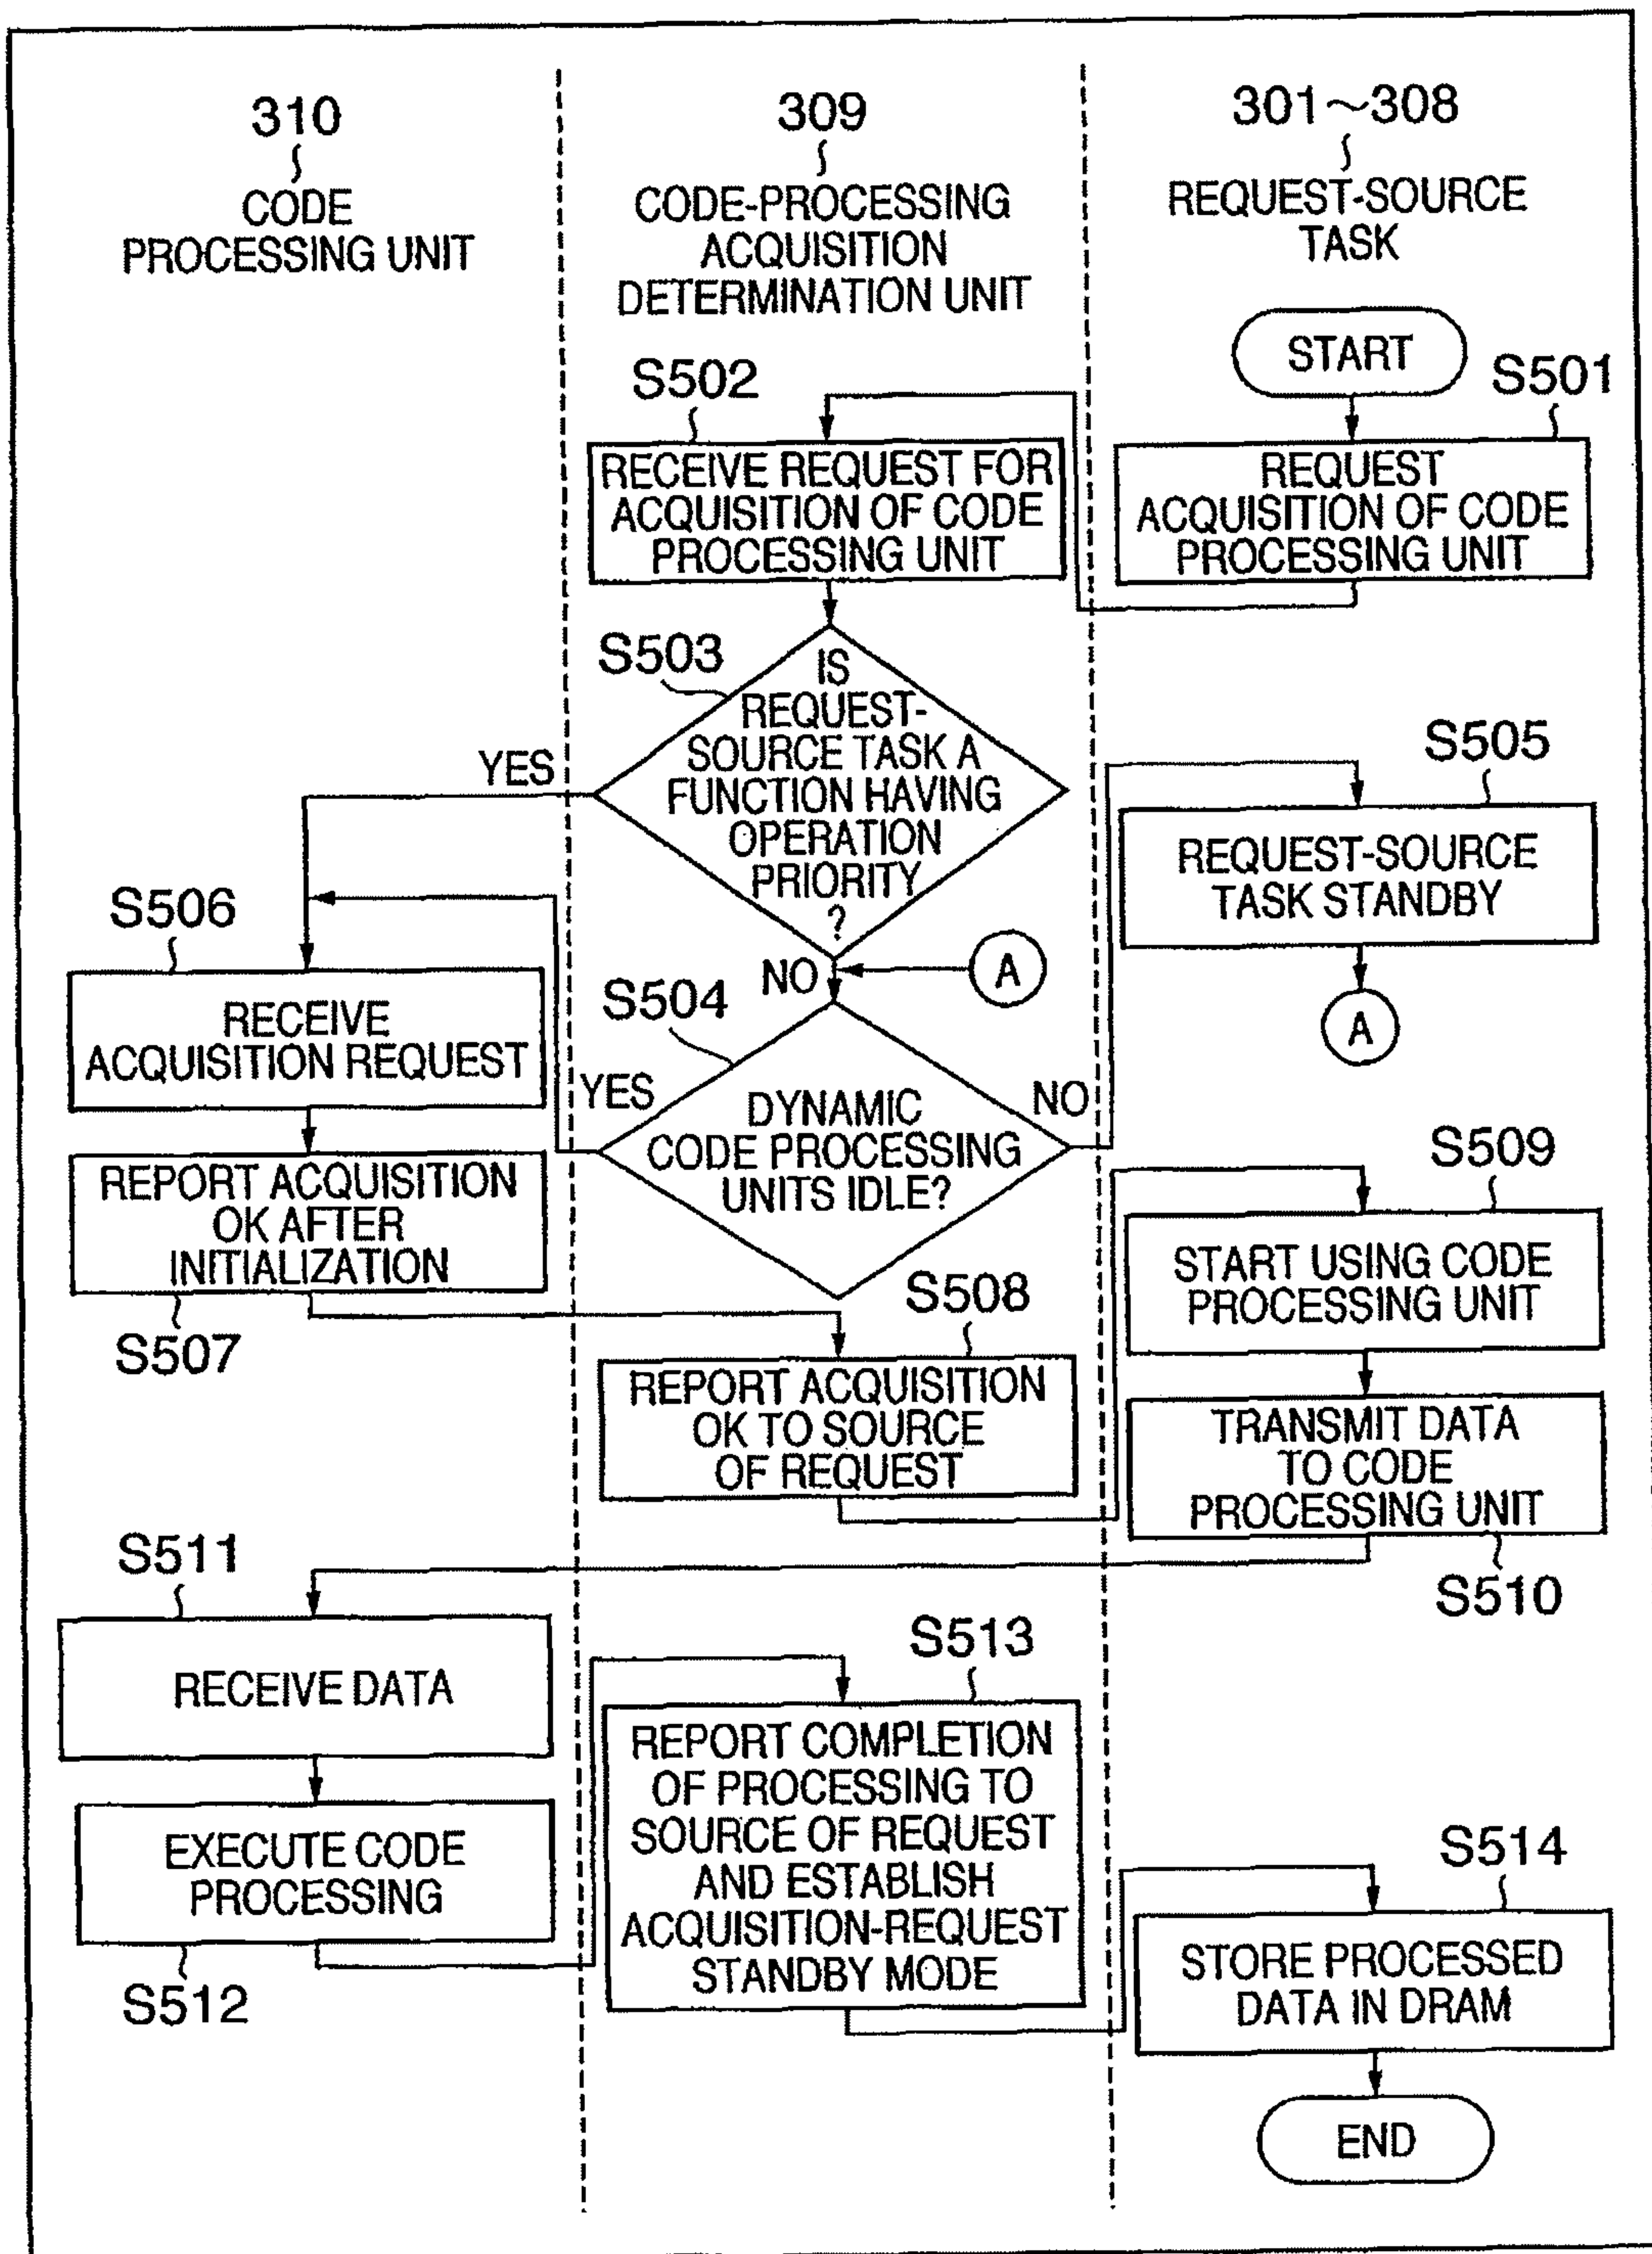 310
CODE
PROCESSING UNIT
309
CODE-PROCESSING
ACQUISITION
DETERMINATION UNIT
301~308
REQUEST-SOURCE
TASK
START
S501
REQUEST
ACQUISITION OF CODE
PROCESSING UNIT
S502
RECEIVE REQUEST FOR
ACQUISITION OF CODE
PROCESSING UNIT
S503
IS
REQUEST-
SOURCE TASK A
FUNCTION HAVING
OPERATION
PRIORITY
?
YES
NO
A
S504
DYNAMIC
CODE PROCESSING
UNITS IDLE?
YES
NO
S505
REQUEST-SOURCE
TASK STANDBY
A
S506
RECEIVE
ACQUISITION REQUEST
REPORT ACQUISITION
OK AFTER
INITIALIZATION
S507
S508
REPORT ACQUISITION
OK TO SOURCE
OF REQUEST
S509
START USING CODE
PROCESSING UNIT
TRANSMIT DATA
TO CODE
PROCESSING UNIT
S510
S511
RECEIVE DATA
EXECUTE CODE
PROCESSING
S512
S513
REPORT COMPLETION
OF PROCESSING TO
SOURCE OF REQUEST
AND ESTABLISH
ACQUISITION-REQUEST
STANDBY MODE
S514
STORE PROCESSED
DATA IN DRAM
END